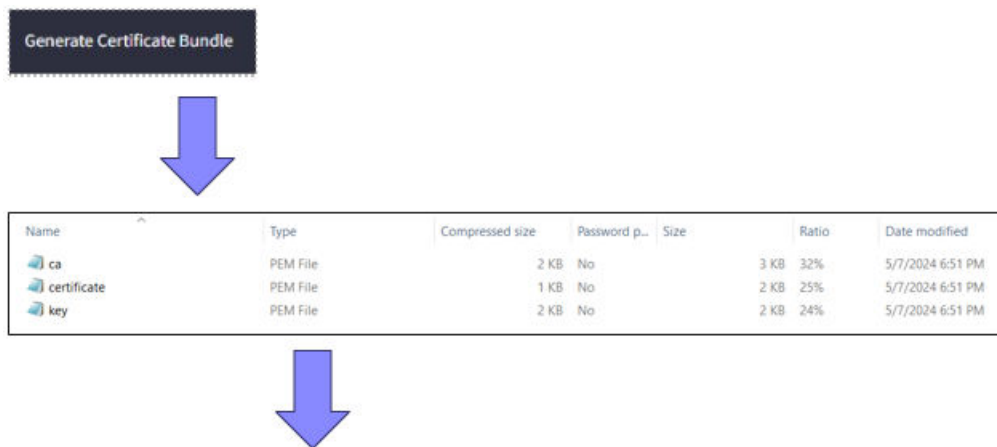 Generate Certificate Bundle
Name Type Compressed size Password p... Size Ratio Date modified
ca PEM File 2 KB No 3 KB 32% 5/7/2024 6:51 PM
certificate PEM File 1 KB No 2 KB 25% 5/7/2024 6:51 PM
key PEM File 2 KB No 2 KB 24% 5/7/2024 6:51 PM